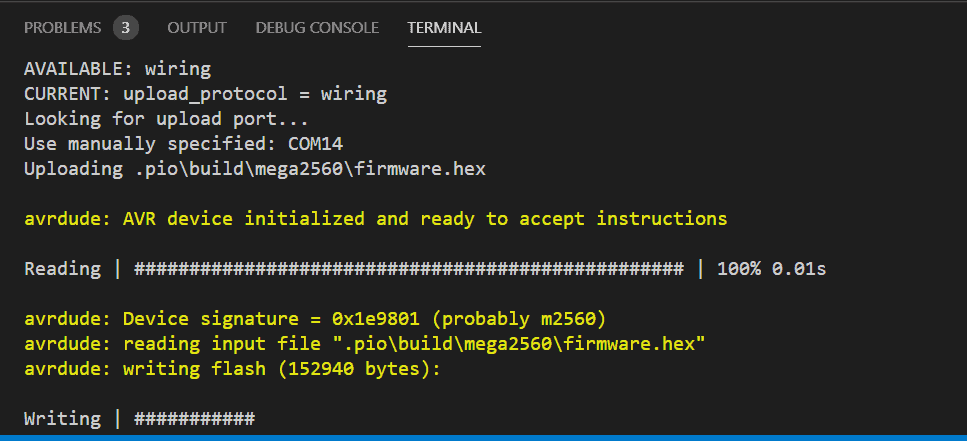 PROBLEMS 3 OUTPUT DEBUG CONSOLE TERMINAL
AVAILABLE: wiring
CURRENT: upload_protocol = wiring
Looking for upload port...
Use manually specified: COM14
Uploading .pio\build\mega2560\firmware.hex
avrdude: AVR device initialized and ready to accept instructions
Reading | ################################################## | 100% 0.01s
avrdude: Device signature = 0x1e9801 (probably m2560)
avrdude: reading input file ".pio\build\mega2560\firmware.hex"
avrdude: writing flash (152940 bytes):
Writing | ###########